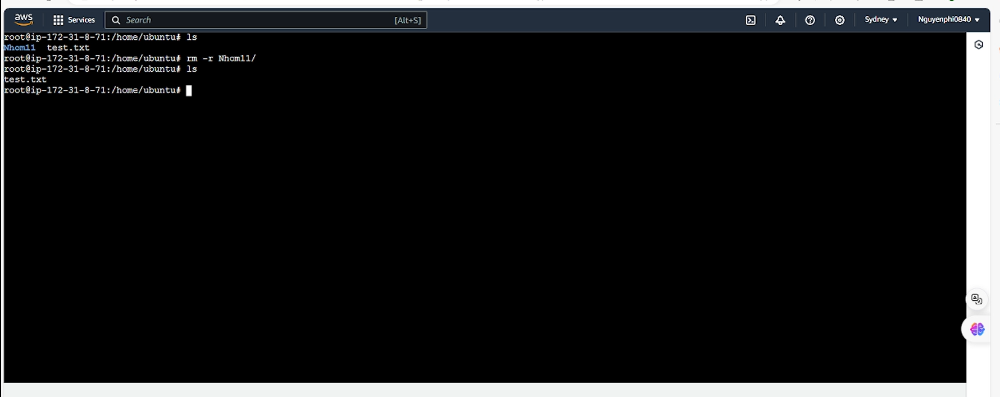 aws Services Search [Alt+S] Sydney Nguyenphi0840
root@ip-172-31-8-71:/home/ubuntu# ls
Nhom11  test.txt
root@ip-172-31-8-71:/home/ubuntu# rm -r Nhom11/
root@ip-172-31-8-71:/home/ubuntu# ls
test.txt
root@ip-172-31-8-71:/home/ubuntu#